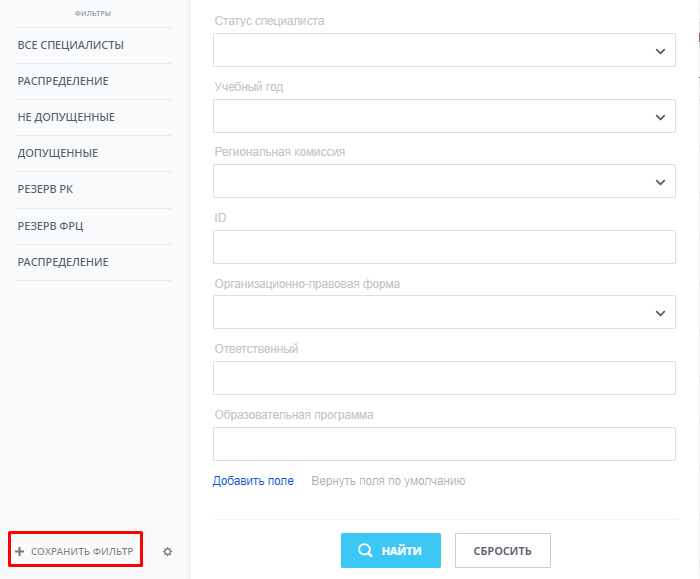 ФИЛЬТРЫ
ВСЕ СПЕЦИАЛИСТЫ
РАСПРЕДЕЛЕНИЕ
НЕ ДОПУЩЕННЫЕ
ДОПУЩЕННЫЕ
РЕЗЕРВ РК
РЕЗЕРВ ФРЦ
РАСПРЕДЕЛЕНИЕ
+ СОХРАНИТЬ ФИЛЬТР
Статус специалиста
Учебный год
Региональная комиссия
ID
Организационно-правовая форма
Ответственный
Образовательная программа
Добавить поле Вернуть поля по умолчанию
НАЙТИ СБРОСИТЬ